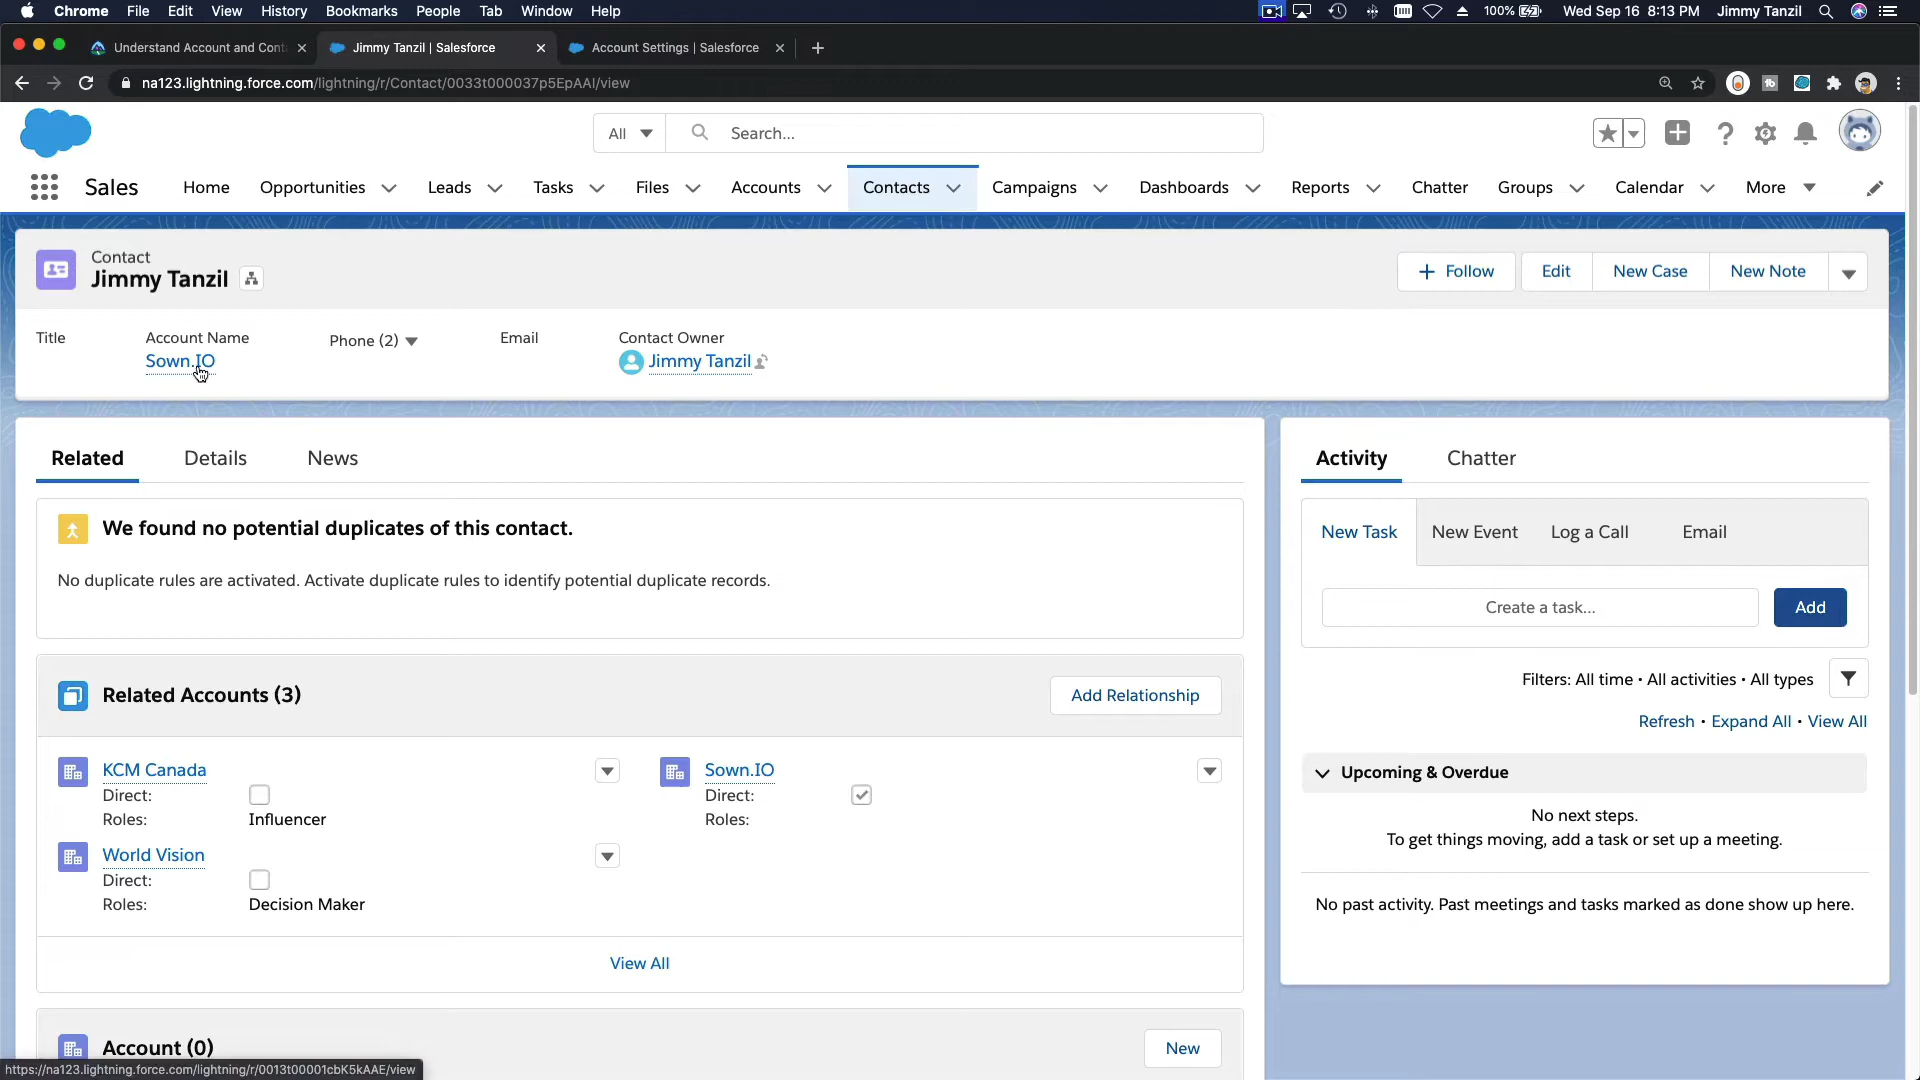 Chrome File Edit View History Bookmarks People Tab Window Help 100% Wed Sep 16 8:13 PM Jimmy Tanzil
Understand Account and Cont Jimmy Tanzil | Salesforce Account Settings | Salesforce
na123.lightning.force.com/lightning/r/Contact/0033t000037p5EpAAI/view
All Search...
Sales Home Opportunities Leads Tasks Files Accounts Contacts Campaigns Dashboards Reports Chatter Groups Calendar More
Contact
Jimmy Tanzil
Follow Edit New Case New Note
Title Account Name Phone (2) Email Contact Owner
Sown.IO Jimmy Tanzil
Related Details News
We found no potential duplicates of this contact.
No duplicate rules are activated. Activate duplicate rules to identify potential duplicate records.
Related Accounts (3) Add Relationship
KCM Canada
Direct:
Roles: Influencer
Sown.IO
Direct:
Roles:
World Vision
Direct:
Roles: Decision Maker
View All
Account (0) New
Activity Chatter
New Task New Event Log a Call Email
Create a task... Add
Filters: All time • All activities • All types
Refresh • Expand All • View All
Upcoming & Overdue
No next steps.
To get things moving, add a task or set up a meeting.
No past activity. Past meetings and tasks marked as done show up here.
https://na123.lightning.force.com/lightning/r/0013t00001cbK5kAAE/view